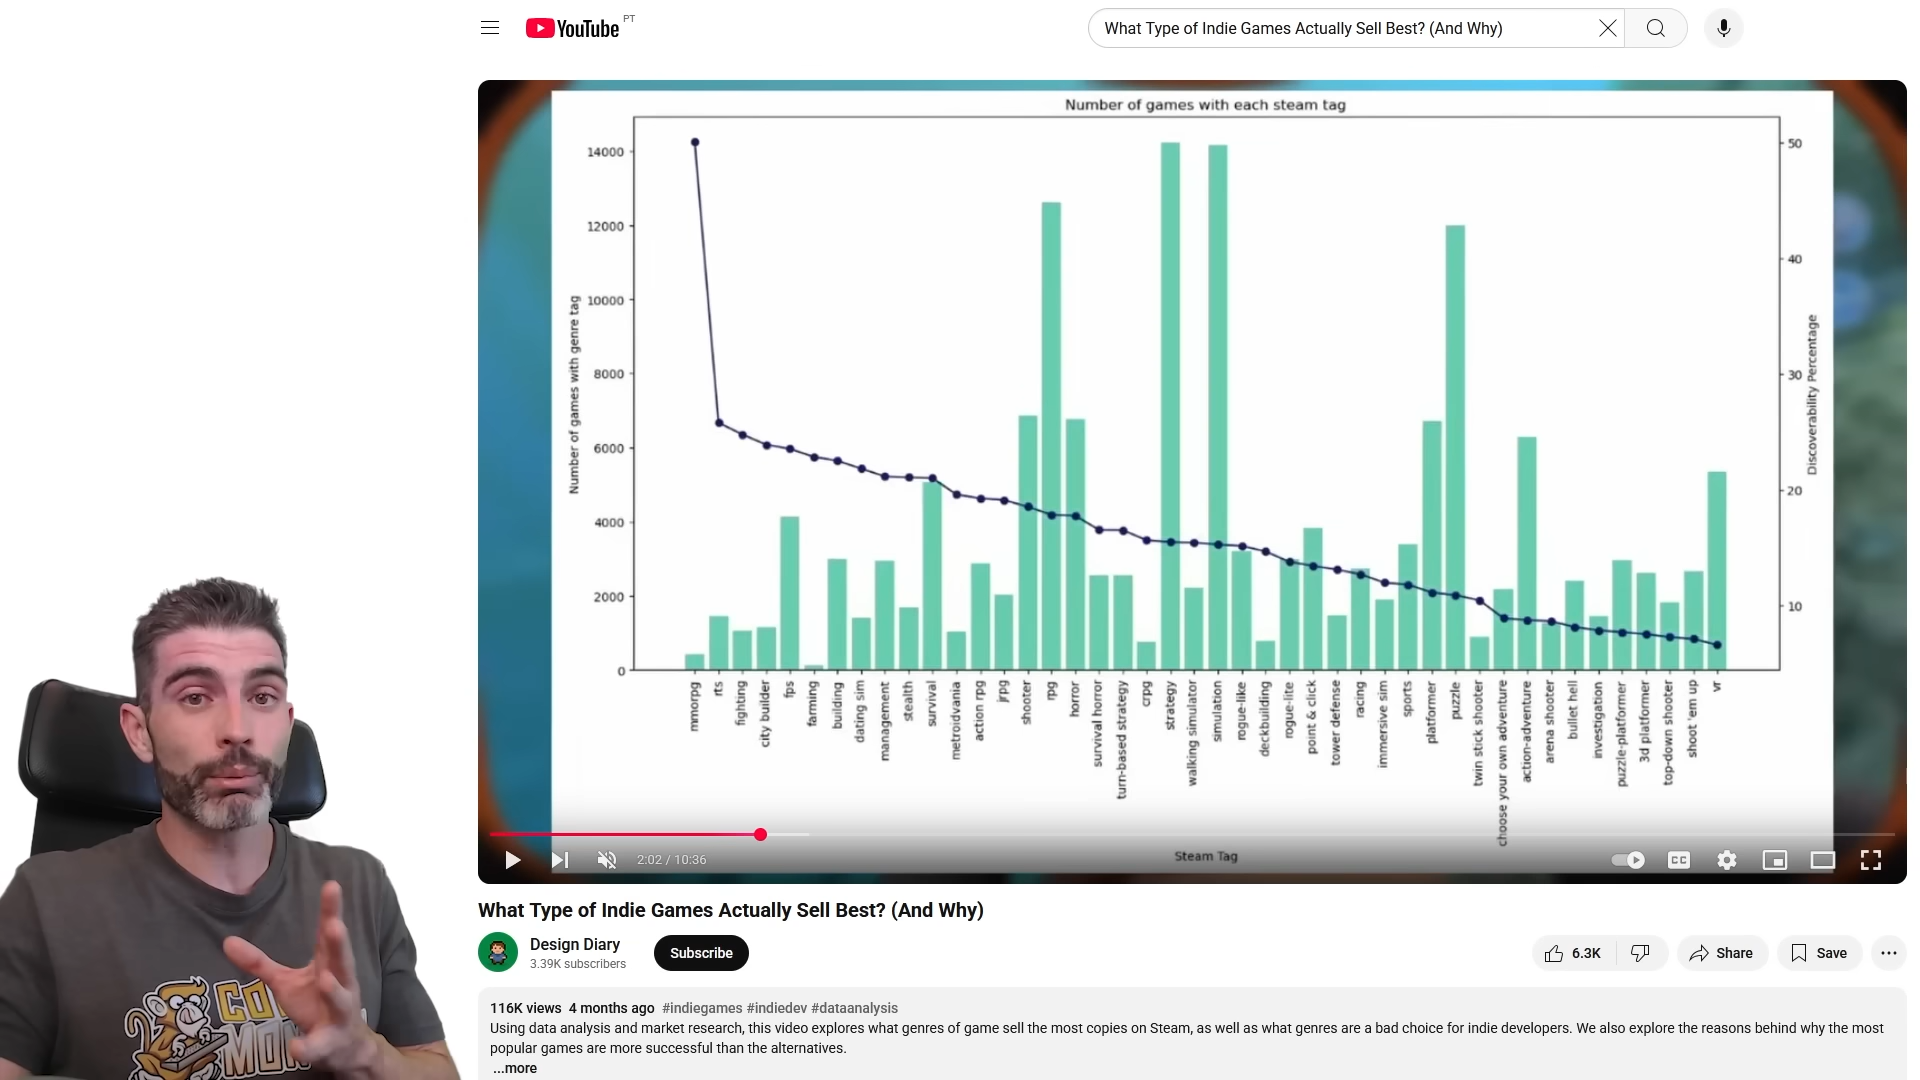 YouTube PT
What Type of Indie Games Actually Sell Best? (And Why)
Number of games with each steam tag
14000
12000
10000
8000
6000
4000
2000
0
Number of games with genre tag
50
40
30
20
10
Discoverability Percentage
mmorpg
rts
fighting
city builder
fps
farming
building
dating sim
management
stealth
survival
metroidvania
action rpg
jrpg
shooter
rpg
horror
survival horror
turn-based strategy
crpg
strategy
walking simulator
simulation
rogue-like
deckbuilding
rogue-lite
point & click
tower defense
racing
immersive sim
sports
platformer
puzzle
twin stick shooter
choose your own adventure
action-adventure
arena shooter
bullet hell
investigation
puzzle-platformer
3d platformer
top-down shooter
shoot 'em up
vr
Steam Tag
2:02 / 10:36
CC
What Type of Indie Games Actually Sell Best? (And Why)
Design Diary
3.39K subscribers
Subscribe
6.3K
Share
Save
116K views 4 months ago #indiegames #indiedev #dataanalysis
Using data analysis and market research, this video explores what genres of game sell the most copies on Steam, as well as what genres are a bad choice for indie developers. We also explore the reasons behind why the most
popular games are more successful than the alternatives.
...more